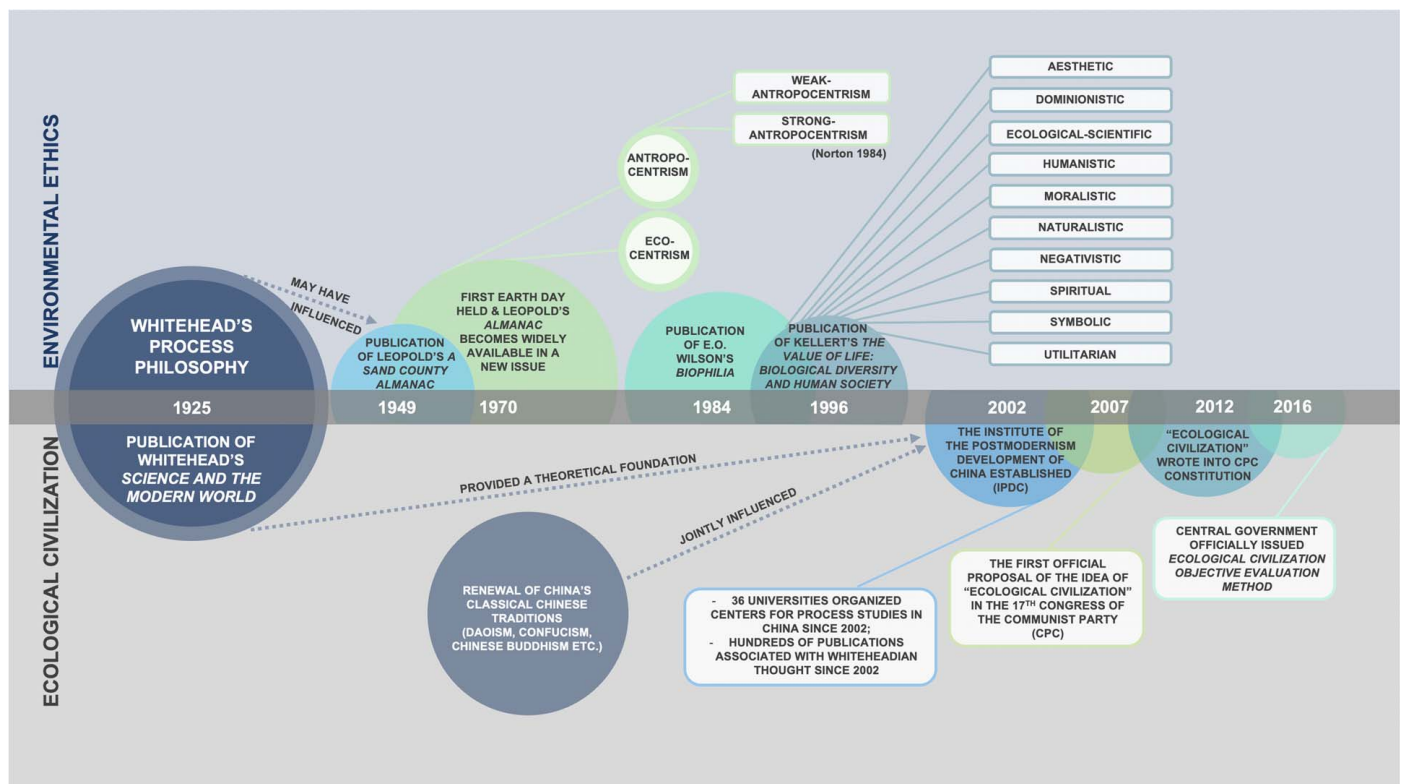 ENVIRONMENTAL ETHICS
ECOLOGICAL CIVILIZATION
WHITEHEAD'S
PROCESS
PHILOSOPHY
1925
PUBLICATION OF
WHITEHEAD'S
SCIENCE AND THE
MODERN WORLD
MAY HAVE
INFLUENCED
PUBLICATION
OF LEOPOLD'S A
SAND COUNTY
ALMANAC
1949
FIRST EARTH DAY
HELD & LEOPOLD'S
ALMANAC
BECOMES WIDELY
AVAILABLE IN A
NEW ISSUE
1970
ANTROPO-
CENTRISM
ECO-
CENTRISM
WEAK-
ANTROPOCENTRISM
STRONG-
ANTROPOCENTRISM
(Norton 1984)
PUBLICATION
OF E.O.
WILSON'S
BIOPHILIA
1984
PUBLICATION
OF KELLERT'S THE
VALUE OF LIFE:
BIOLOGICAL DIVERSITY
AND HUMAN SOCIETY
1996
AESTHETIC
DOMINIONISTIC
ECOLOGICAL-SCIENTIFIC
HUMANISTIC
MORALISTIC
NATURALISTIC
NEGATIVISTIC
SPIRITUAL
SYMBOLIC
UTILITARIAN
PROVIDED A THEORETICAL FOUNDATION
JOINTLY INFLUENCED
RENEWAL OF CHINA'S
CLASSICAL CHINESE
TRADITIONS
(DAOISM, CONFUCISM,
CHINESE BUDDHISM ETC.)
2002
THE INSTITUTE OF
THE POSTMODERNISM
DEVELOPMENT OF
CHINA ESTABLISHED
(IPDC)
- 36 UNIVERSITIES ORGANIZED
CENTERS FOR PROCESS STUDIES IN
CHINA SINCE 2002;
- HUNDREDS OF PUBLICATIONS
ASSOCIATED WITH WHITEHEADIAN
THOUGHT SINCE 2002
2007
THE FIRST OFFICIAL
PROPOSAL OF THE IDEA OF
"ECOLOGICAL CIVILIZATION"
IN THE 17TH CONGRESS OF
THE COMMUNIST PARTY
(CPC)
2012
"ECOLOGICAL
CIVILIZATION"
WROTE INTO CPC
CONSTITUTION
2016
CENTRAL GOVERNMENT
OFFICIALLY ISSUED
ECOLOGICAL CIVILIZATION
OBJECTIVE EVALUATION
METHOD